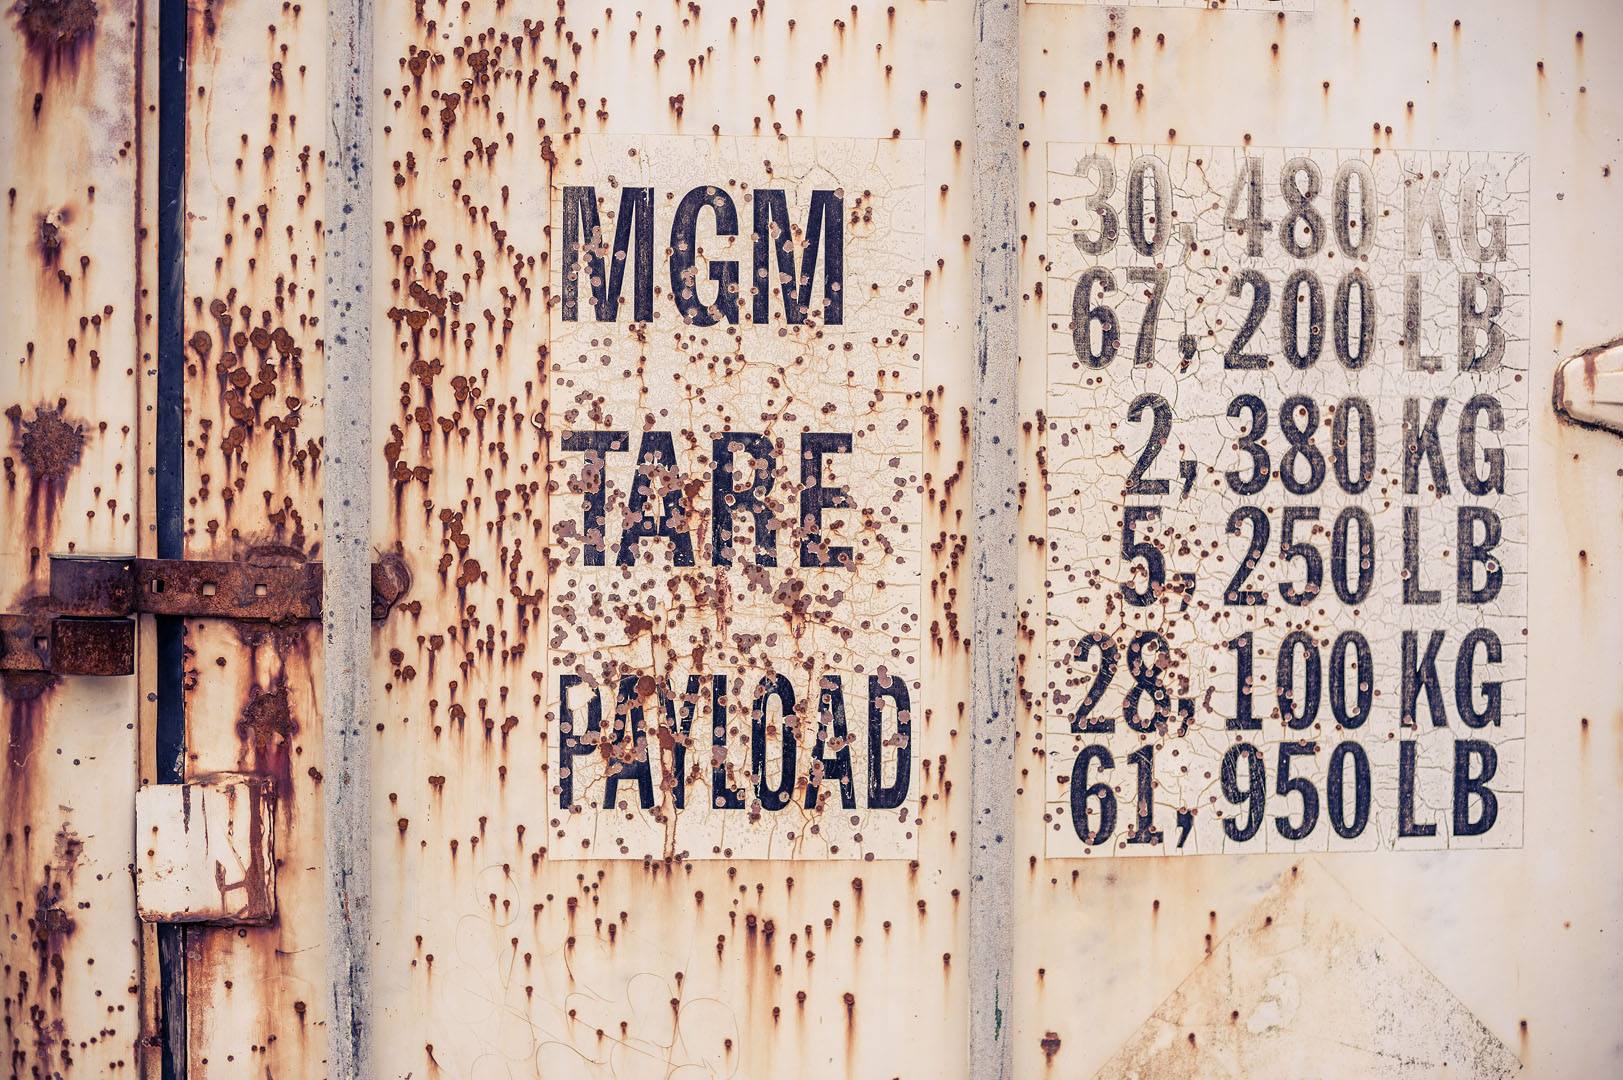 MGM 30,480 KG
67,200 LB
TARE 2,380 KG
5,250 LB
PAYLOAD 28,100 KG
61,950 LB